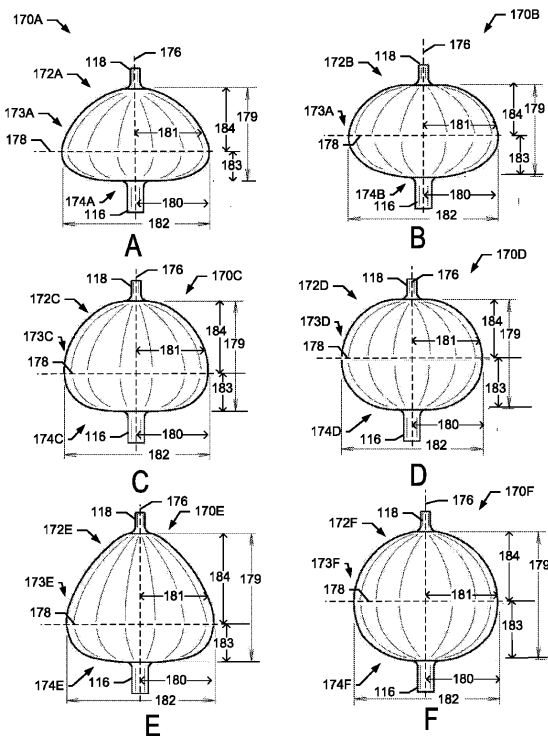 170A
118
176
172A
173A
178
181
184
179
183
174A
116
180
182
A
170B
118
176
172B
173A
178
181
184
179
183
174B
116
180
182
B
170C
118
176
172C
173C
178
181
184
179
183
174C
116
180
182
C
170D
118
176
172D
173D
178
181
184
179
183
174D
116
180
182
D
170E
118
176
172E
173E
178
181
184
179
183
174E
116
180
182
E
170F
118
176
172F
173F
178
181
184
179
183
174F
116
180
182
F